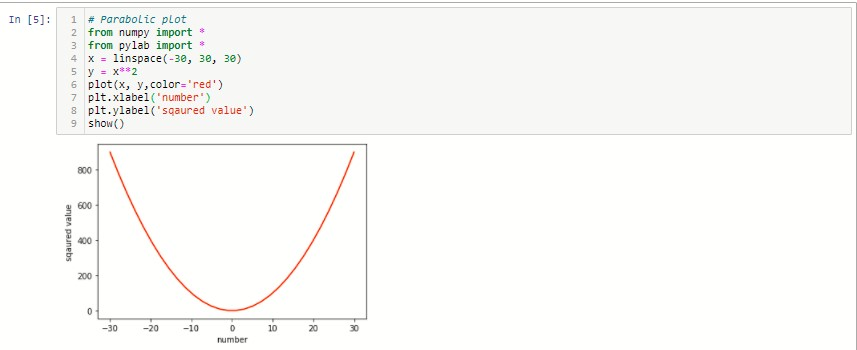 In [5]:
1 # Parabolic plot
2 from numpy import *
3 from pylab import *
4 x = linspace(-30, 30, 30)
5 y = x**2
6 plot(x, y,color='red')
7 plt.xlabel('number')
8 plt.ylabel('sqaured value')
9 show()
800
600
400
200
0
sqaured value
−30 −20 −10 0 10 20 30
number